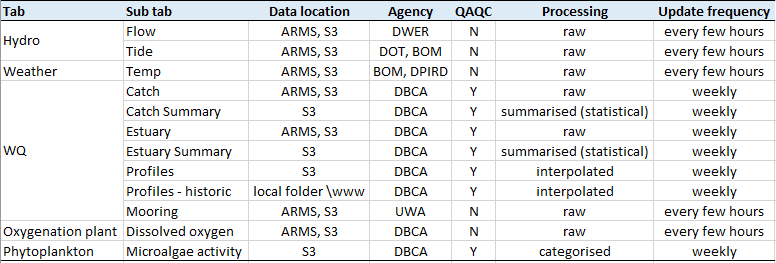 Tab Sub tab Data location Agency QAQC Processing Update frequency
Hydro Flow ARMS, S3 DWER N raw every few hours
Tide ARMS, S3 DOT, BOM N raw every few hours
Weather Temp ARMS, S3 BOM, DPIRD N raw every few hours
WQ Catch ARMS, S3 DBCA Y raw weekly
Catch Summary S3 DBCA Y summarised (statistical) weekly
Estuary ARMS, S3 DBCA Y raw weekly
Estuary Summary S3 DBCA Y summarised (statistical) weekly
Profiles S3 DBCA Y interpolated weekly
Profiles - historic local folder \www DBCA Y interpolated weekly
Mooring ARMS, S3 UWA N raw every few hours
Oxygenation plant Dissolved oxygen ARMS, S3 DBCA N raw every few hours
Phytoplankton Microalgae activity S3 DBCA Y categorised weekly